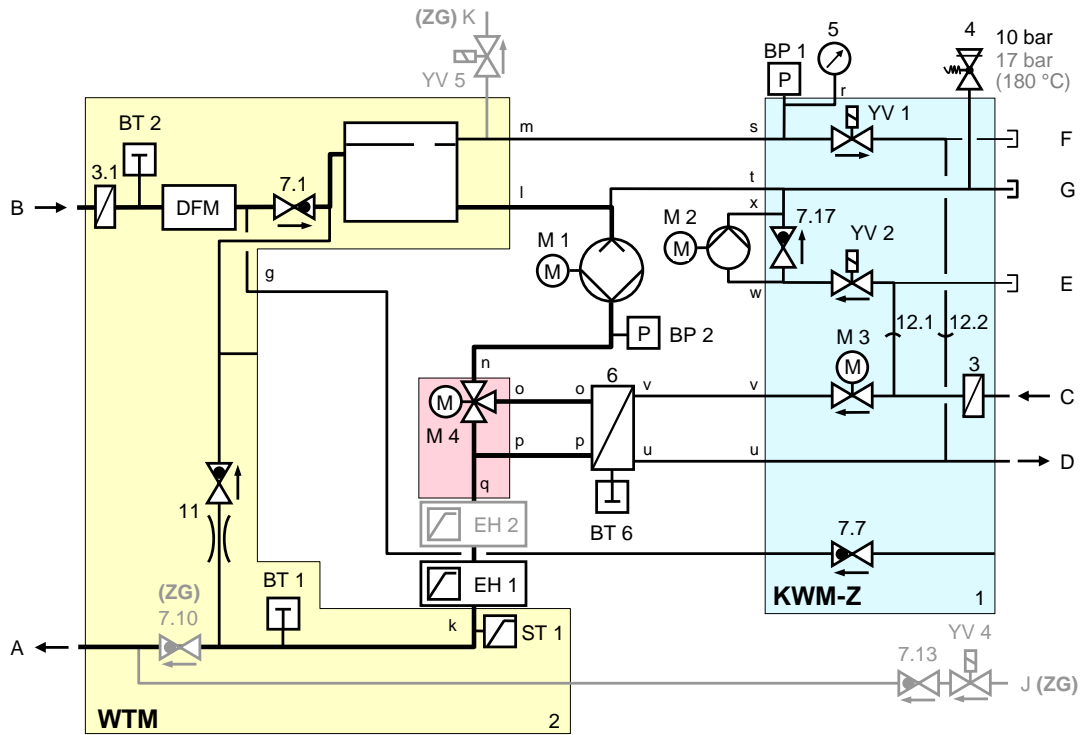 (ZG) K
YV 5
5
4
10 bar
17 bar
(180 °C)
BP 1
P
r
BT 2
m
s
YV 1
F
3.1
7.1
t
G
B
DFM
l
x
M 2
M
7.17
YV 2
M 1
M
g
w
E
12.1
12.2
P
BP 2
M 3
M
n
6
3
o
o
v
v
C
M
M 4
p
p
u
u
D
q
11
EH 2
BT 6
7.7
EH 1
BT 1
KWM-Z
1
(ZG)
7.10
k
ST 1
YV 4
A
7.13
J (ZG)
WTM
2